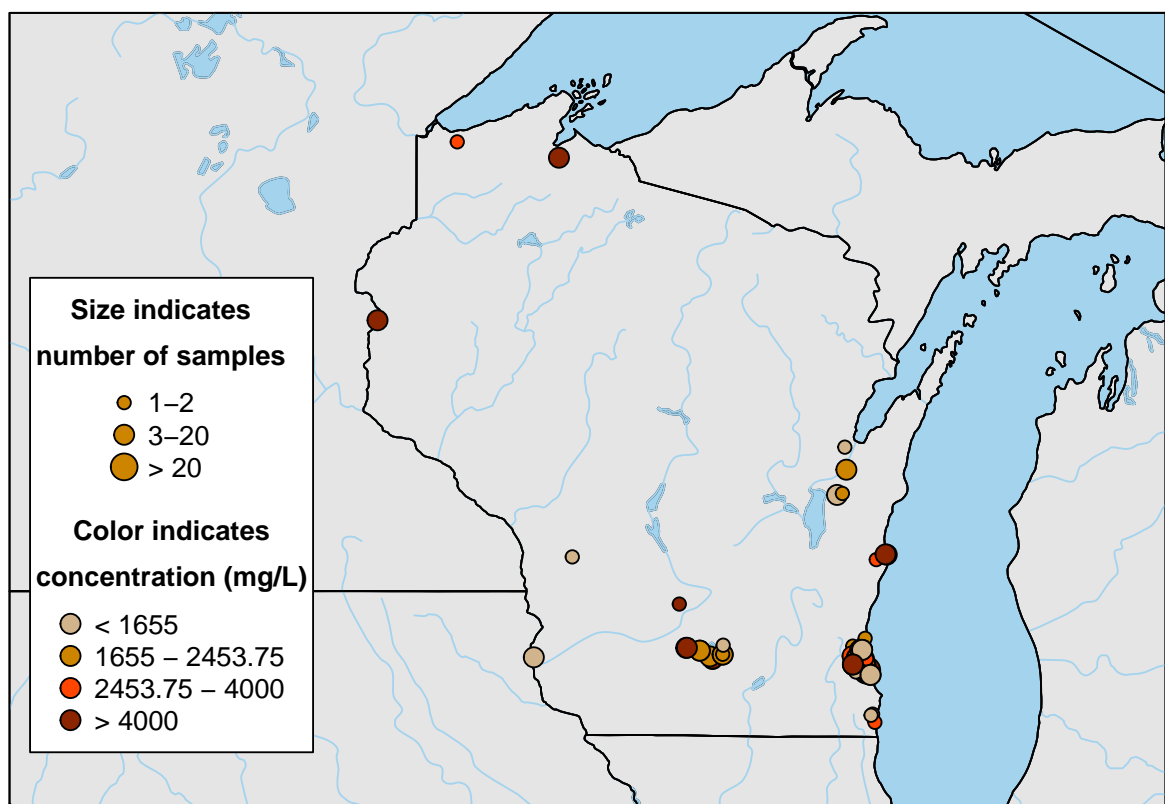 Size indicates
number of samples
1−2
3−20
> 20
Color indicates
concentration (mg/L)
< 1655
1655 − 2453.75
2453.75 − 4000
> 4000